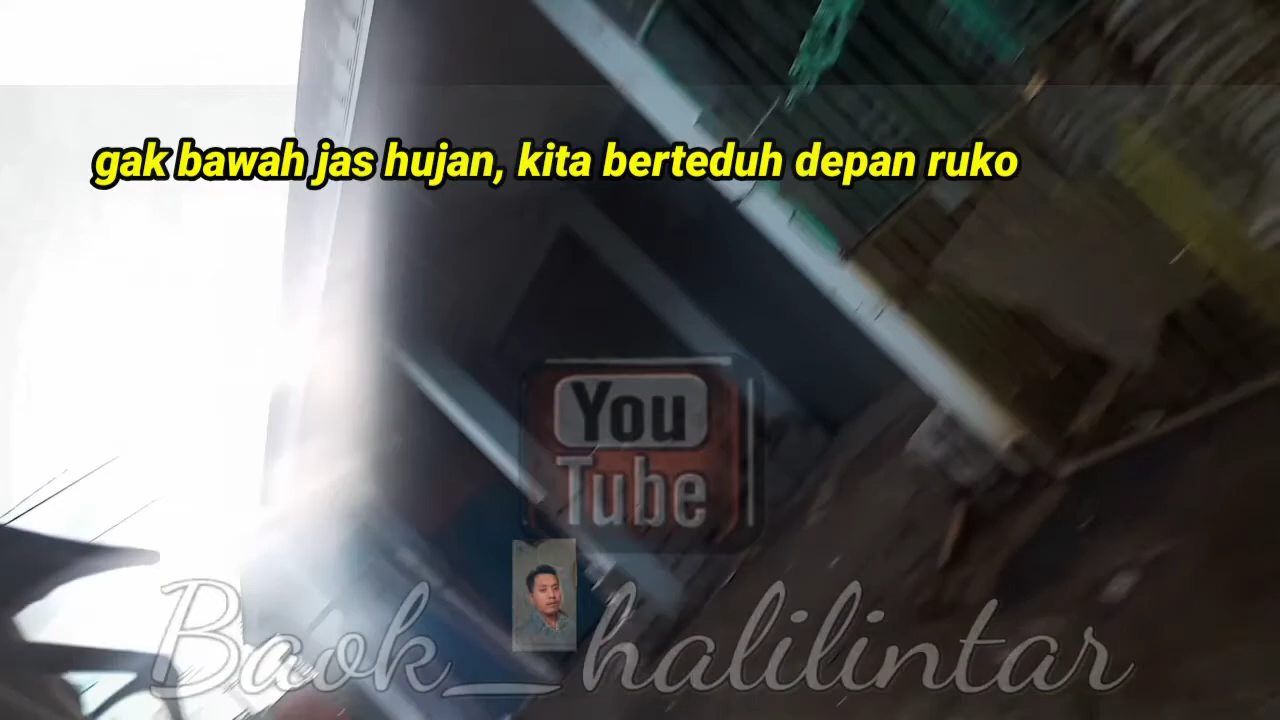 gak bawah jas hujan, kita berteduh depan ruko
You
Tube
Baok_halilintar